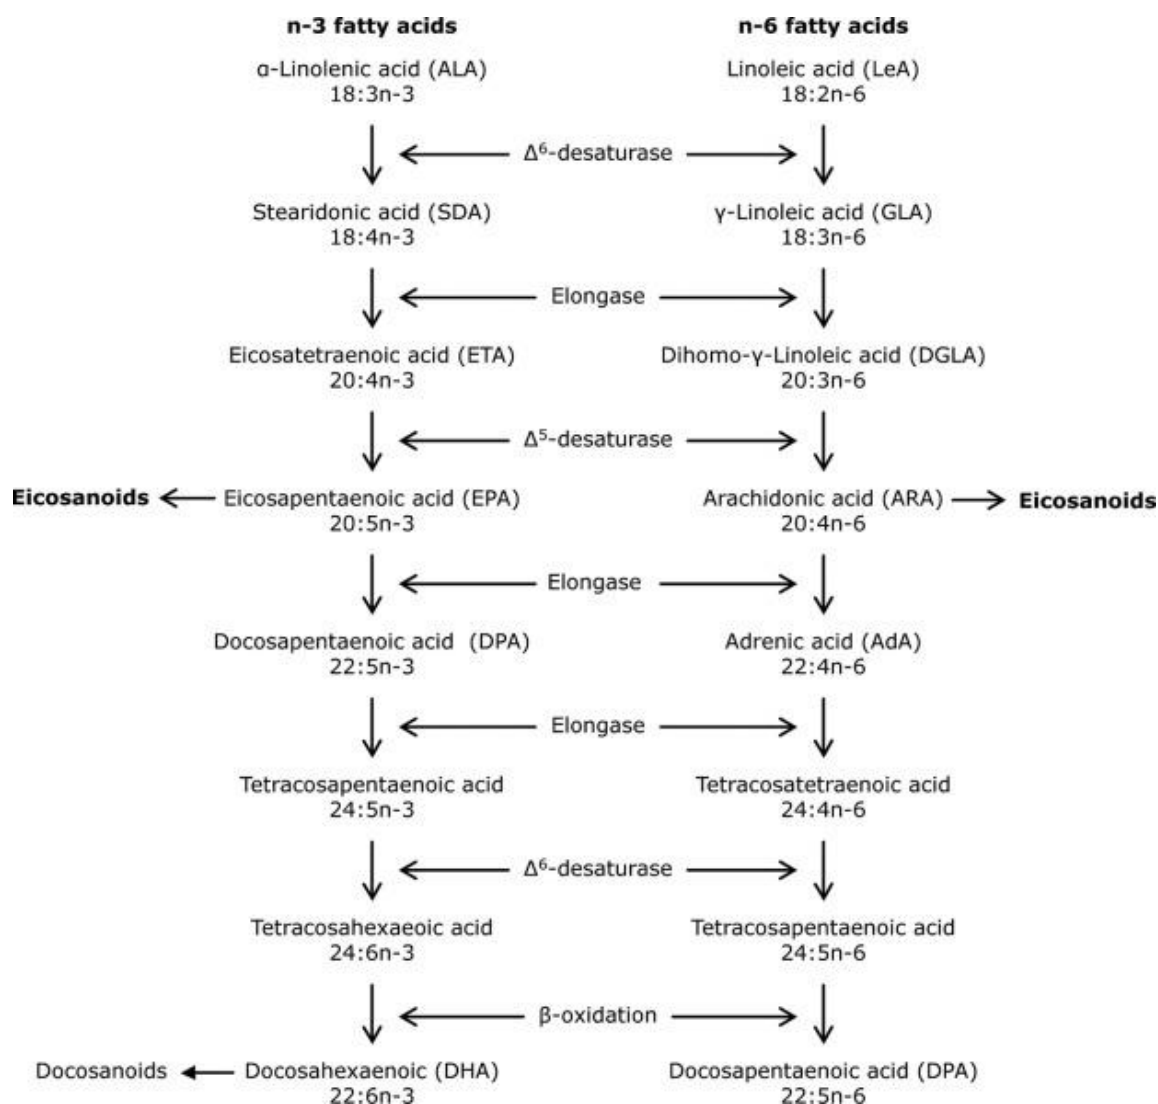 n-3 fatty acids
n-6 fatty acids
α-Linolenic acid (ALA)
18:3n-3
Linoleic acid (LeA)
18:2n-6
Δ⁶-desaturase
Stearidonic acid (SDA)
18:4n-3
γ-Linoleic acid (GLA)
18:3n-6
Elongase
Eicosatetraenoic acid (ETA)
20:4n-3
Dihomo-γ-Linoleic acid (DGLA)
20:3n-6
Δ⁵-desaturase
Eicosanoids
Eicosapentaenoic acid (EPA)
20:5n-3
Arachidonic acid (ARA)
20:4n-6
Eicosanoids
Elongase
Docosapentaenoic acid (DPA)
22:5n-3
Adrenic acid (AdA)
22:4n-6
Elongase
Tetracosapentaenoic acid
24:5n-3
Tetracosatetraenoic acid
24:4n-6
Δ⁶-desaturase
Tetracosahexaeoic acid
24:6n-3
Tetracosapentaenoic acid
24:5n-6
β-oxidation
Docosanoids
Docosahexaenoic (DHA)
22:6n-3
Docosapentaenoic acid (DPA)
22:5n-6